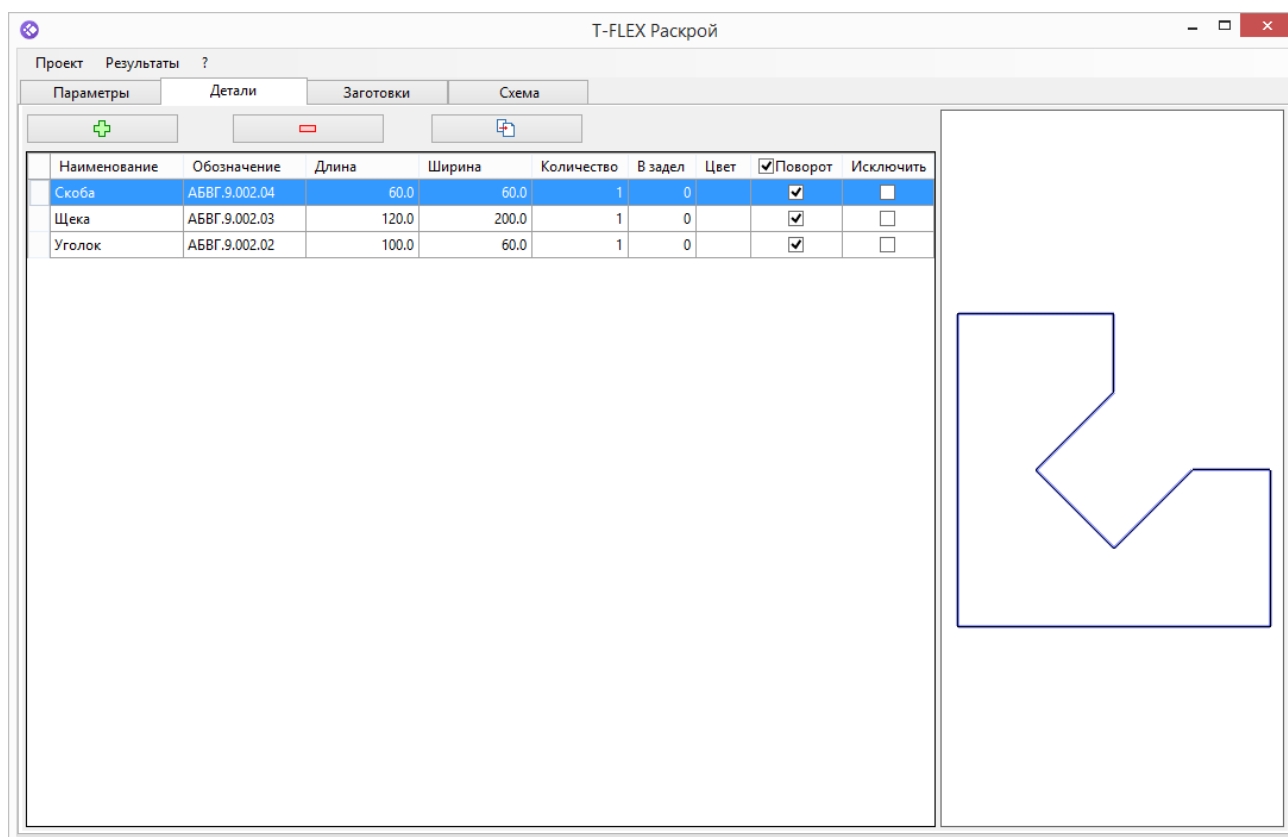 T-FLEX Раскрой
Проект Результаты ?
Параметры Детали Заготовки Схема
Наименование Обозначение Длина Ширина Количество В задел Цвет Поворот Исключить
Скоба АБВГ.9.002.04 60.0 60.0 1 0
Щека АБВГ.9.002.03 120.0 200.0 1 0
Уголок АБВГ.9.002.02 100.0 60.0 1 0